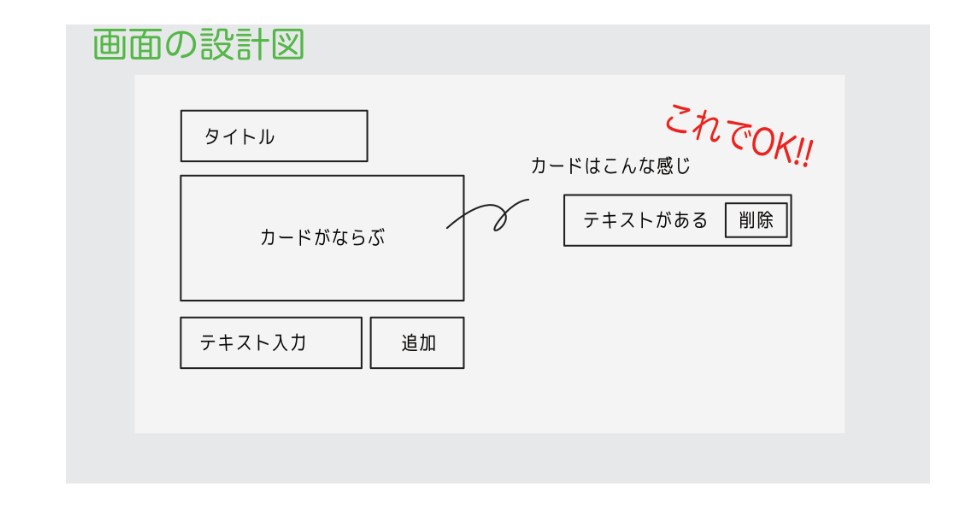 画面の設計図
タイトル
これでOK!!
カードはこんな感じ
カードがならぶ
テキストがある
削除
テキスト入力
追加